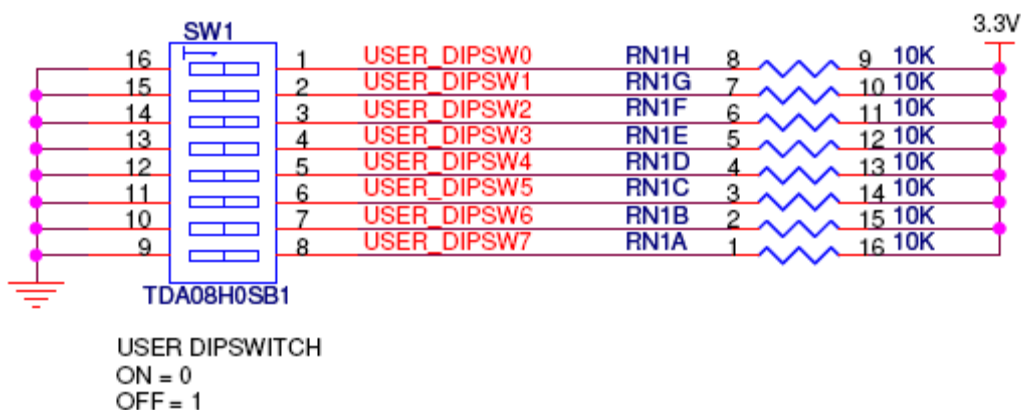 3.3V
SW1
16 1 USER_DIPSW0 RN1H 8 9 10K
15 2 USER_DIPSW1 RN1G 7 10 10K
14 3 USER_DIPSW2 RN1F 6 11 10K
13 4 USER_DIPSW3 RN1E 5 12 10K
12 5 USER_DIPSW4 RN1D 4 13 10K
11 6 USER_DIPSW5 RN1C 3 14 10K
10 7 USER_DIPSW6 RN1B 2 15 10K
9 8 USER_DIPSW7 RN1A 1 16 10K
TDA08H0SB1
USER DIPSWITCH
ON = 0
OFF = 1